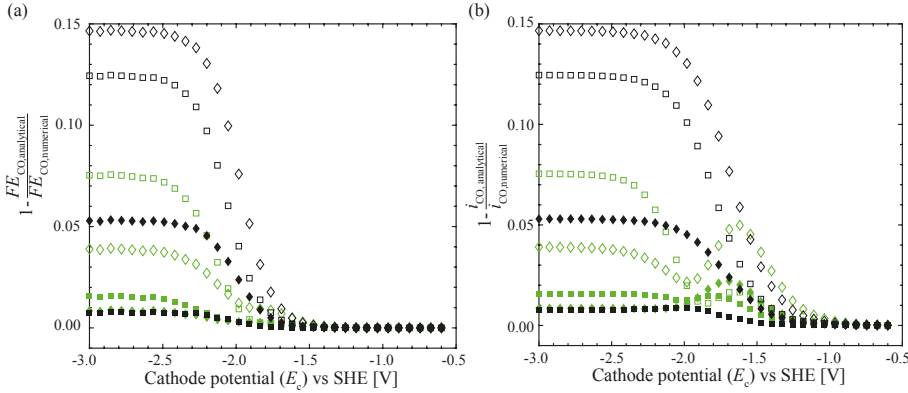 (a)
1-FE_CO,analytical/FE_CO,numerical
0.15
0.10
0.05
0.00
-3.0 -2.5 -2.0 -1.5 -1.0 -0.5
Cathode potential (E_c) vs SHE [V]
(b)
1-i_CO, analytical/i_CO,numerical
0.15
0.10
0.05
0.000
-3.0 -2.5 -2.0 -1.5 -1.0 -0.5
Cathode potential (E_c) vs SHE [V]